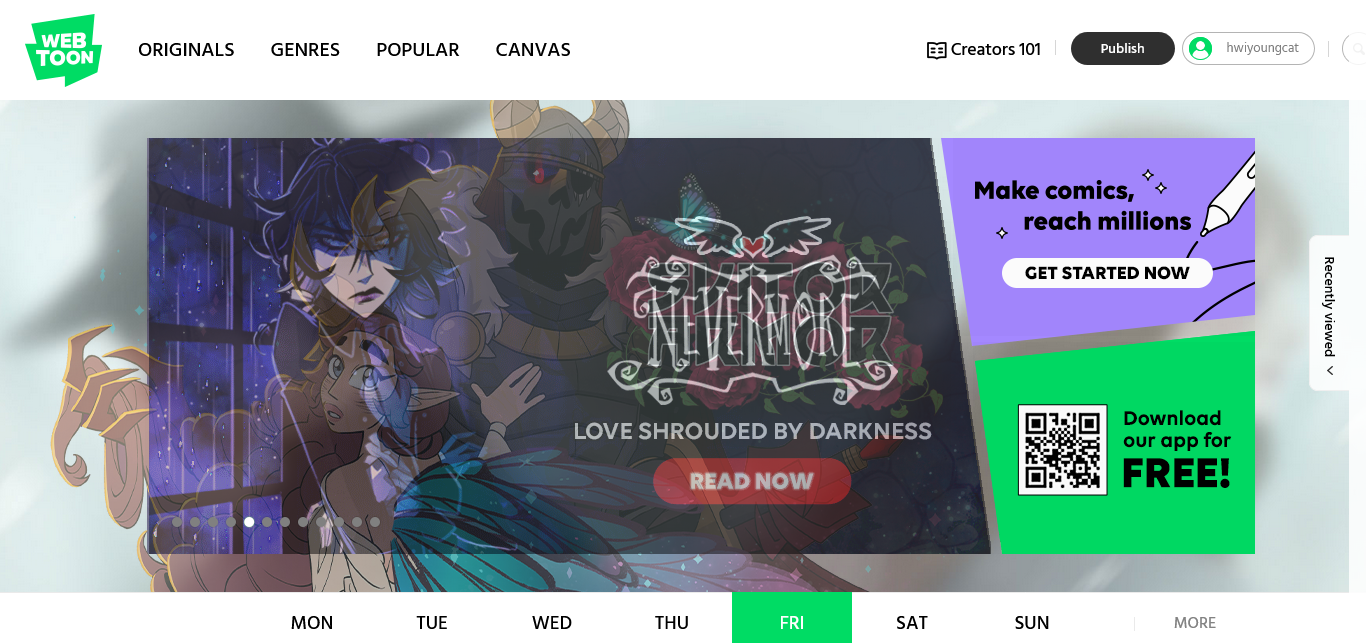 WEB
TOON
ORIGINALS
GENRES
POPULAR
CANVAS
Creators 101
Publish
hwiyoungcat
Make comics,
reach millions
GET STARTED NOW
Recently viewed
NEVERMORE
LOVE SHROUDED BY DARKNESS
READ NOW
Download
our app for
FREE!
MON
TUE
WED
THU
FRI
SAT
SUN
MORE